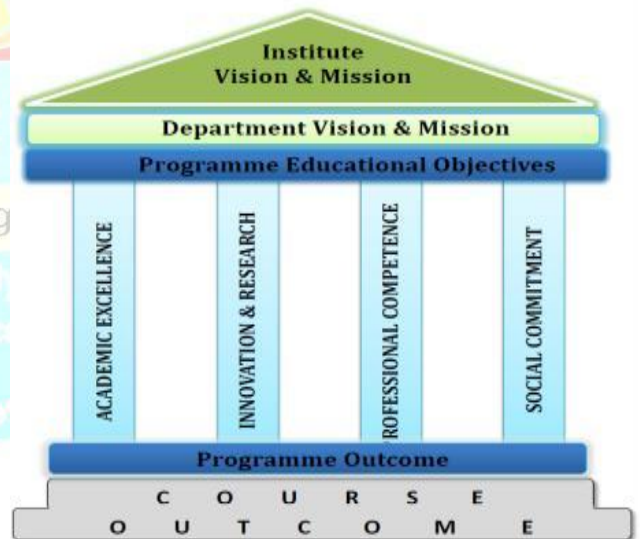 Institute
Vision & Mission
Department Vision & Mission
Programme Educational Objectives
ACADEMIC EXCELLENCE
INNOVATION & RESEARCH
PROFESSIONAL COMPETENCE
SOCIAL COMMITMENT
Programme Outcome
C O U R S E
O U T C O M E